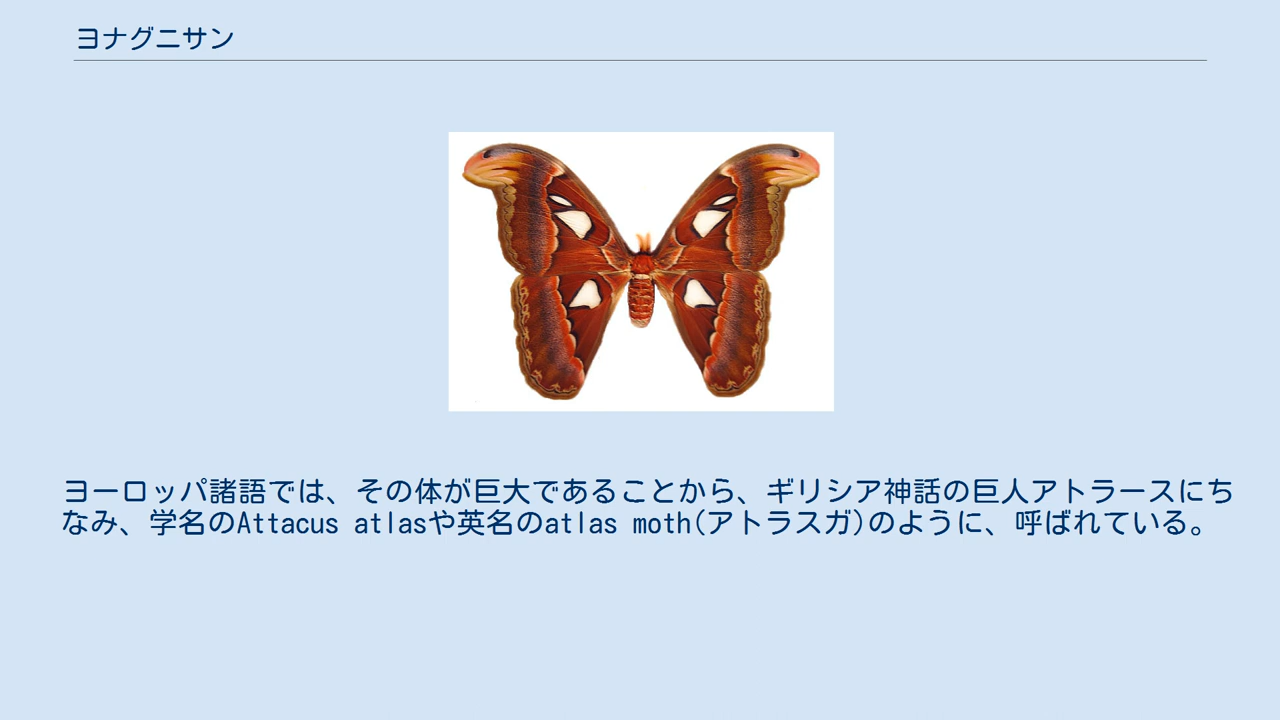 ヨナグニサン
ヨーロッパ諸語では、その体が巨大であることから、ギリシア神話の巨人アトラースにち
なみ、学名のAttacus atlasや英名のatlas moth(アトラスガ)のように、呼ばれている。